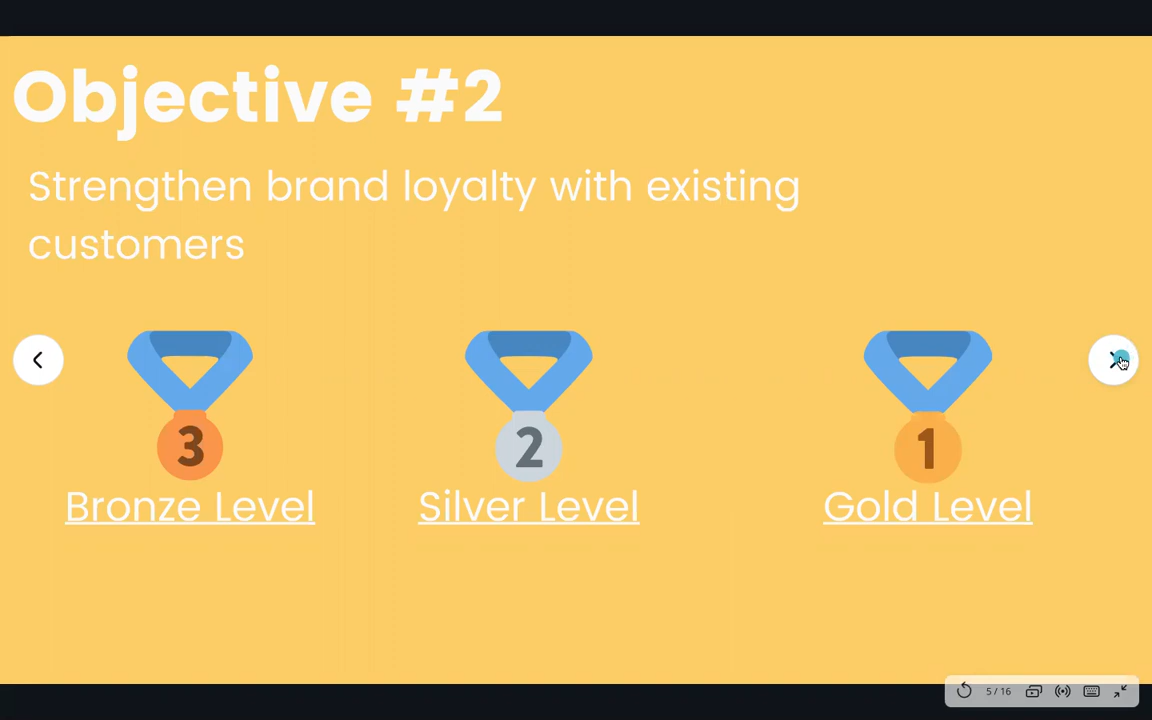 Objective #2
Strengthen brand loyalty with existing
customers
3
2
1
Bronze Level
Silver Level
Gold Level
5 / 16